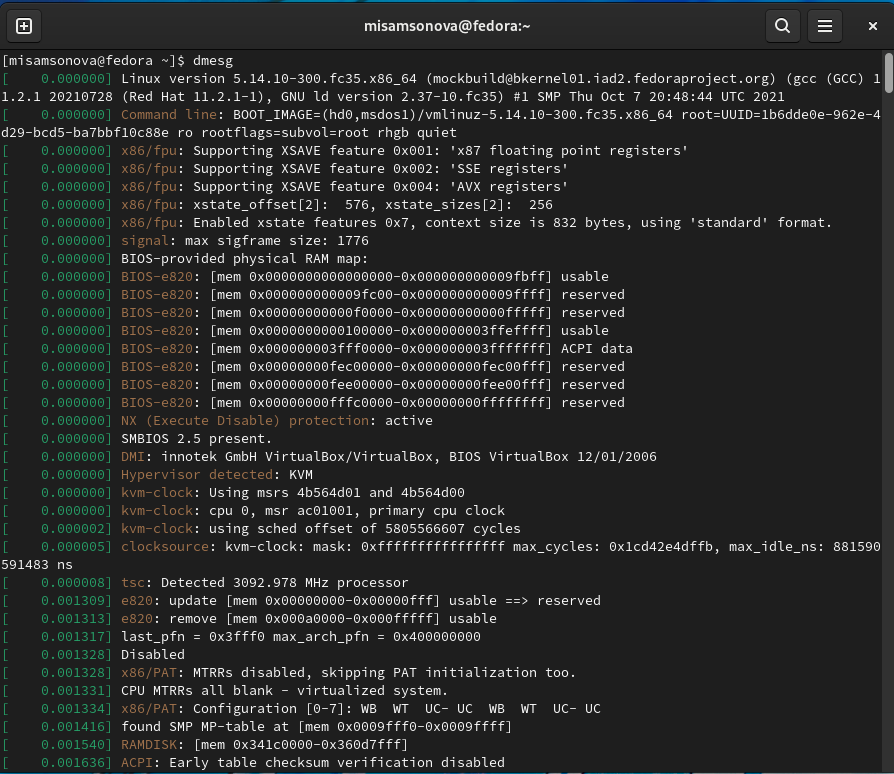 misamsonova@fedora:~
[misamsonova@fedora ~]$ dmesg
[    0.000000] Linux version 5.14.10-300.fc35.x86_64 (mockbuild@bkernel01.iad2.fedoraproject.org) (gcc (GCC) 1
1.2.1 20210728 (Red Hat 11.2.1-1), GNU ld version 2.37-10.fc35) #1 SMP Thu Oct 7 20:48:44 UTC 2021
[    0.000000] Command line: BOOT_IMAGE=(hd0,msdos1)/vmlinuz-5.14.10-300.fc35.x86_64 root=UUID=1b6dde0e-962e-4
d29-bcd5-ba7bbf10c88e ro rootflags=subvol=root rhgb quiet
[    0.000000] x86/fpu: Supporting XSAVE feature 0x001: 'x87 floating point registers'
[    0.000000] x86/fpu: Supporting XSAVE feature 0x002: 'SSE registers'
[    0.000000] x86/fpu: Supporting XSAVE feature 0x004: 'AVX registers'
[    0.000000] x86/fpu: xstate_offset[2]:  576, xstate_sizes[2]:  256
[    0.000000] x86/fpu: Enabled xstate features 0x7, context size is 832 bytes, using 'standard' format.
[    0.000000] signal: max sigframe size: 1776
[    0.000000] BIOS-provided physical RAM map:
[    0.000000] BIOS-e820: [mem 0x0000000000000000-0x000000000009fbff] usable
[    0.000000] BIOS-e820: [mem 0x000000000009fc00-0x000000000009ffff] reserved
[    0.000000] BIOS-e820: [mem 0x00000000000f0000-0x00000000000fffff] reserved
[    0.000000] BIOS-e820: [mem 0x0000000000100000-0x000000003ffeffff] usable
[    0.000000] BIOS-e820: [mem 0x000000003fff0000-0x000000003fffffff] ACPI data
[    0.000000] BIOS-e820: [mem 0x00000000fec00000-0x00000000fec00fff] reserved
[    0.000000] BIOS-e820: [mem 0x00000000fee00000-0x00000000fee00fff] reserved
[    0.000000] BIOS-e820: [mem 0x00000000fffc0000-0x00000000ffffffff] reserved
[    0.000000] NX (Execute Disable) protection: active
[    0.000000] SMBIOS 2.5 present.
[    0.000000] DMI: innotek GmbH VirtualBox/VirtualBox, BIOS VirtualBox 12/01/2006
[    0.000000] Hypervisor detected: KVM
[    0.000000] kvm-clock: Using msrs 4b564d01 and 4b564d00
[    0.000000] kvm-clock: cpu 0, msr ac01001, primary cpu clock
[    0.000002] kvm-clock: using sched offset of 5805566607 cycles
[    0.000005] clocksource: kvm-clock: mask: 0xffffffffffffffff max_cycles: 0x1cd42e4dffb, max_idle_ns: 881590
591483 ns
[    0.000008] tsc: Detected 3092.978 MHz processor
[    0.001309] e820: update [mem 0x00000000-0x00000fff] usable ==> reserved
[    0.001313] e820: remove [mem 0x000a0000-0x000fffff] usable
[    0.001317] last_pfn = 0x3fff0 max_arch_pfn = 0x400000000
[    0.001328] Disabled
[    0.001328] x86/PAT: MTRRs disabled, skipping PAT initialization too.
[    0.001331] CPU MTRRs all blank - virtualized system.
[    0.001334] x86/PAT: Configuration [0-7]: WB  WT  UC- UC  WB  WT  UC- UC
[    0.001416] found SMP MP-table at [mem 0x0009fff0-0x0009ffff]
[    0.001540] RAMDISK: [mem 0x341c0000-0x360d7fff]
[    0.001636] ACPI: Early table checksum verification disabled